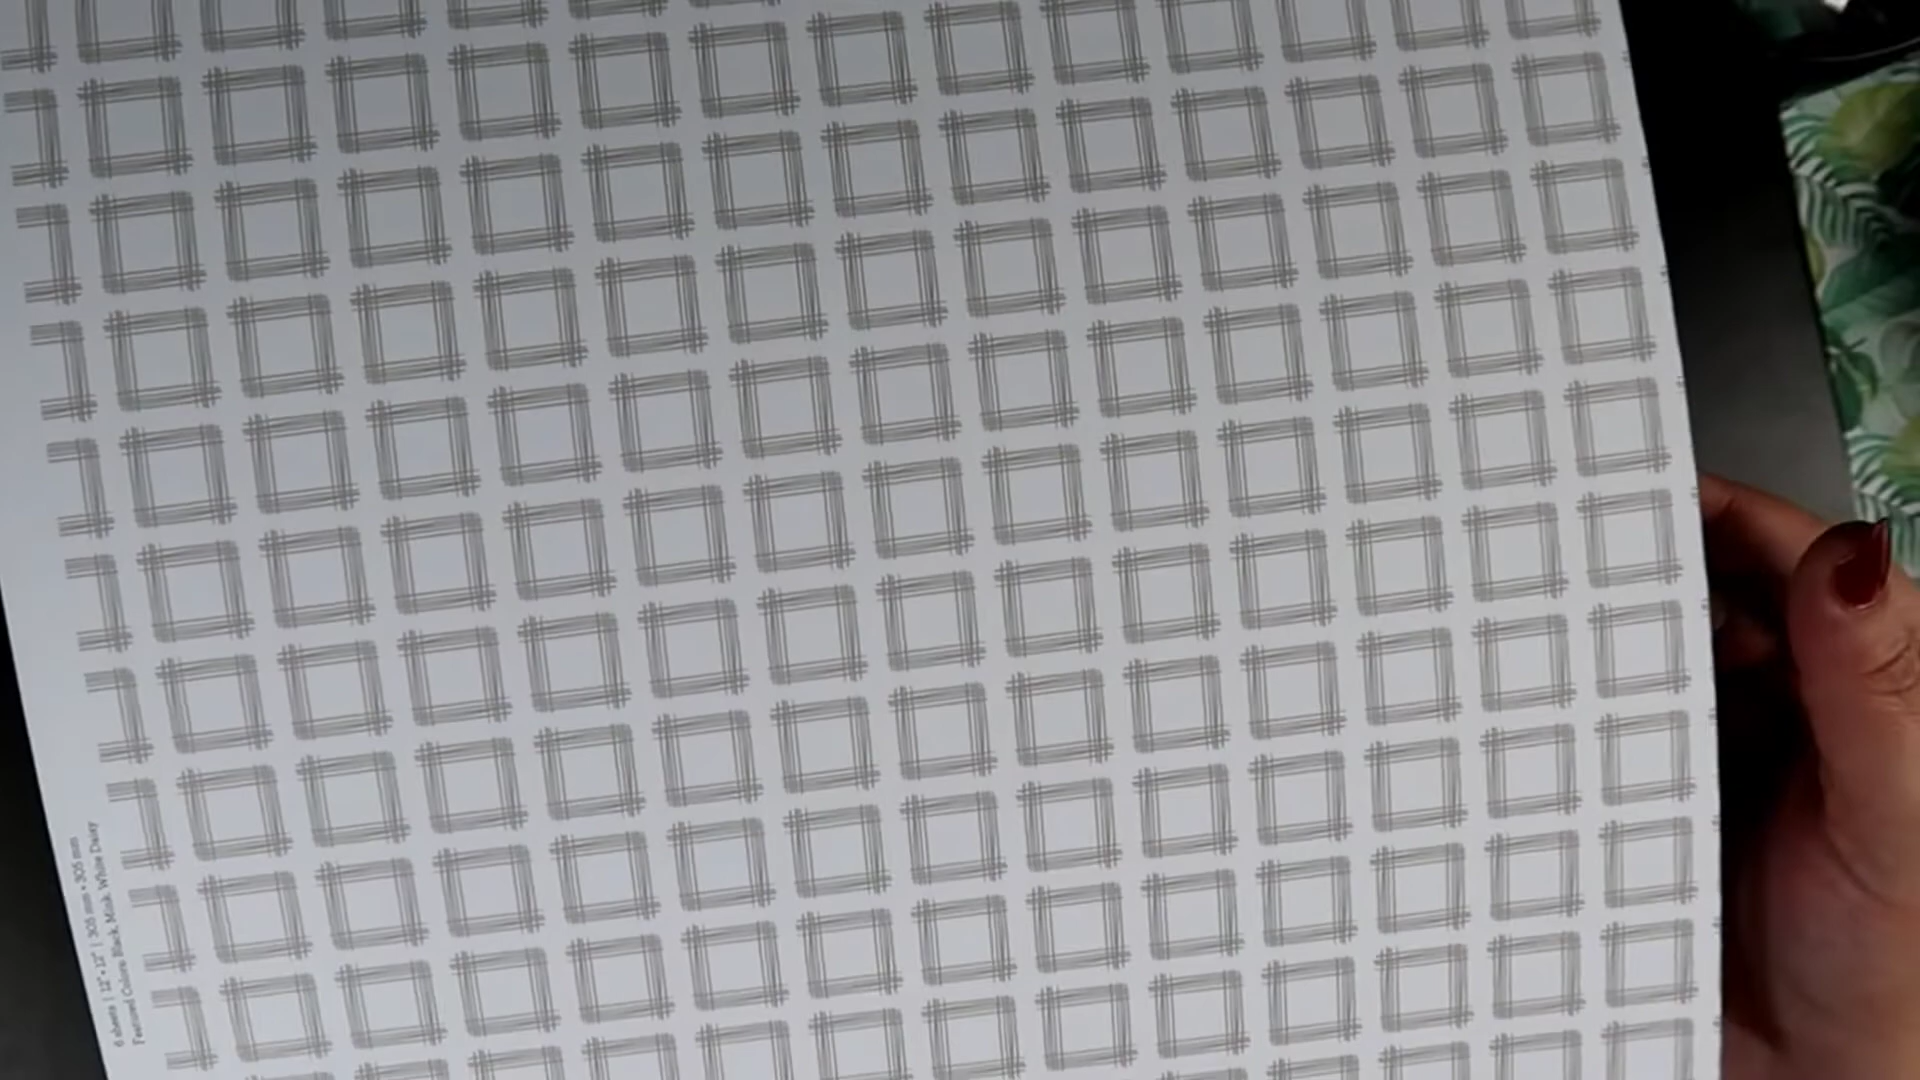 6 sheets | 12" × 12" | 305 mm × 305 mm
Featured Colors: Black, Mink, White Daisy